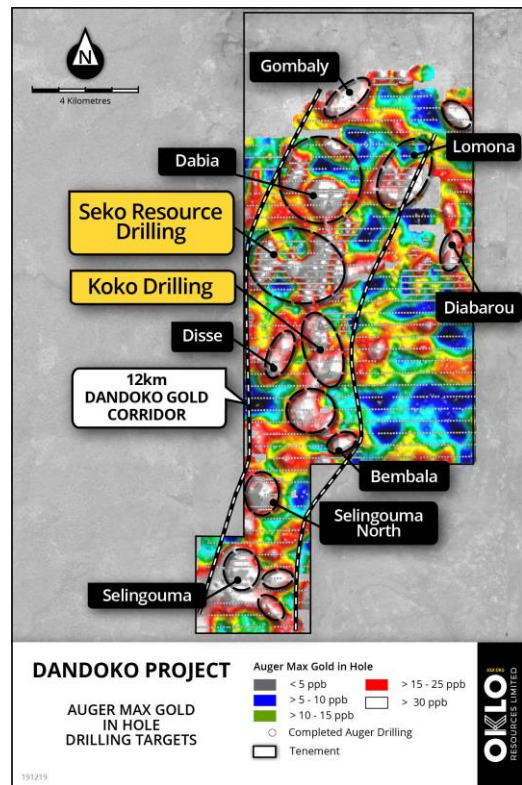 N
4 Kilometres
Gombaly
Lomona
Dabia
Seko Resource
Drilling
Koko Drilling
Diabarou
Disse
12km
DANDOKO GOLD
CORRIDOR
Bembala
Selingouma
North
Selingouma
DANDOKO PROJECT
AUGER MAX GOLD
IN HOLE
DRILLING TARGETS
191219
Auger Max Gold in Hole
< 5 ppb
> 5 - 10 ppb
> 10 - 15 ppb
> 15 - 25 ppb
> 30 ppb
Completed Auger Drilling
Tenement
OKLO
RESOURCES LIMITED